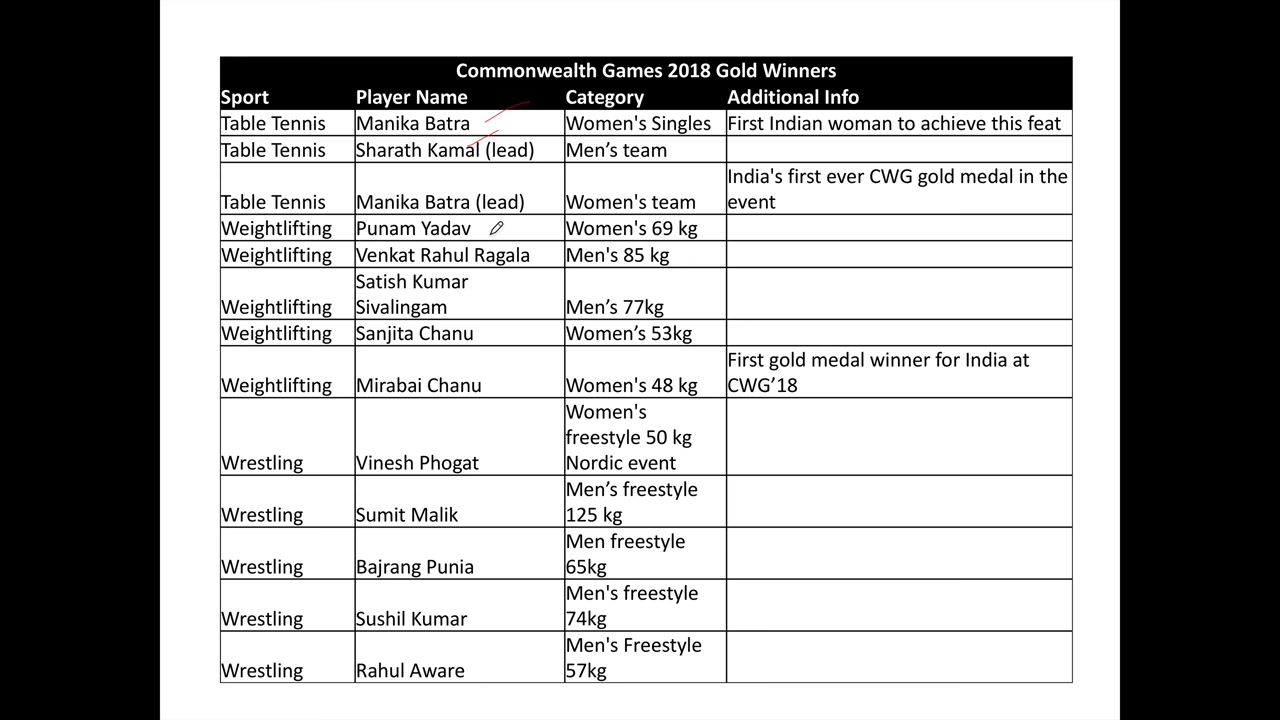 Commonwealth Games 2018 Gold Winners
Sport Player Name Category Additional Info
Table Tennis Manika Batra Women's Singles First Indian woman to achieve this feat
Table Tennis Sharath Kamal (lead) Men’s team
Table Tennis Manika Batra (lead) Women's team India's first ever CWG gold medal in the
event
Weightlifting Punam Yadav Women's 69 kg
Weightlifting Venkat Rahul Ragala Men's 85 kg
Weightlifting Satish Kumar
Sivalingam Men’s 77kg
Weightlifting Sanjita Chanu Women’s 53kg
Weightlifting Mirabai Chanu Women's 48 kg First gold medal winner for India at
CWG’18
Wrestling Vinesh Phogat Women's
freestyle 50 kg
Nordic event
Wrestling Sumit Malik Men’s freestyle
125 kg
Wrestling Bajrang Punia Men freestyle
65kg
Wrestling Sushil Kumar Men's freestyle
74kg
Wrestling Rahul Aware Men's Freestyle
57kg